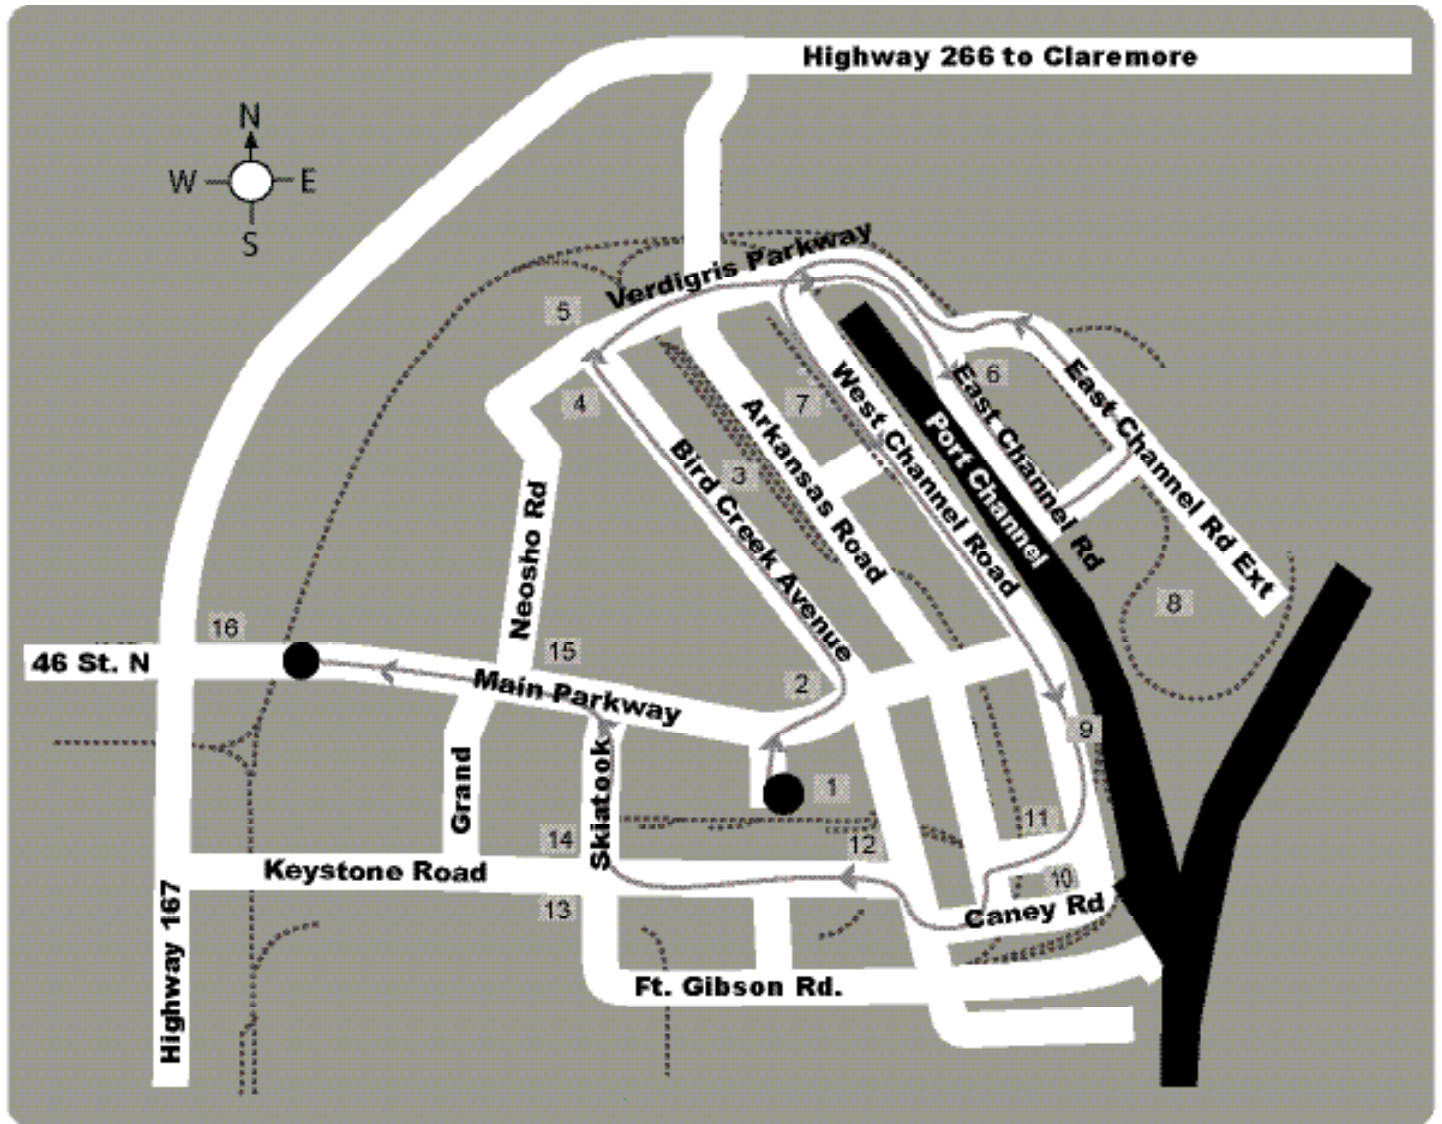 Highway 266 to Claremore
N
W
E
S
Verdigris Parkway
5
4
6
7
3
East Channel Rd Ext
East Channel Rd
West Channel Road
Port Channel
Arkansas Road
Bird Creek Avenue
Neosho Rd
8
16
46 St. N
15
Main Parkway
2
9
1
Grand
Skiatook
14
12
11
10
Keystone Road
13
Caney Rd
Highway 167
Ft. Gibson Rd.